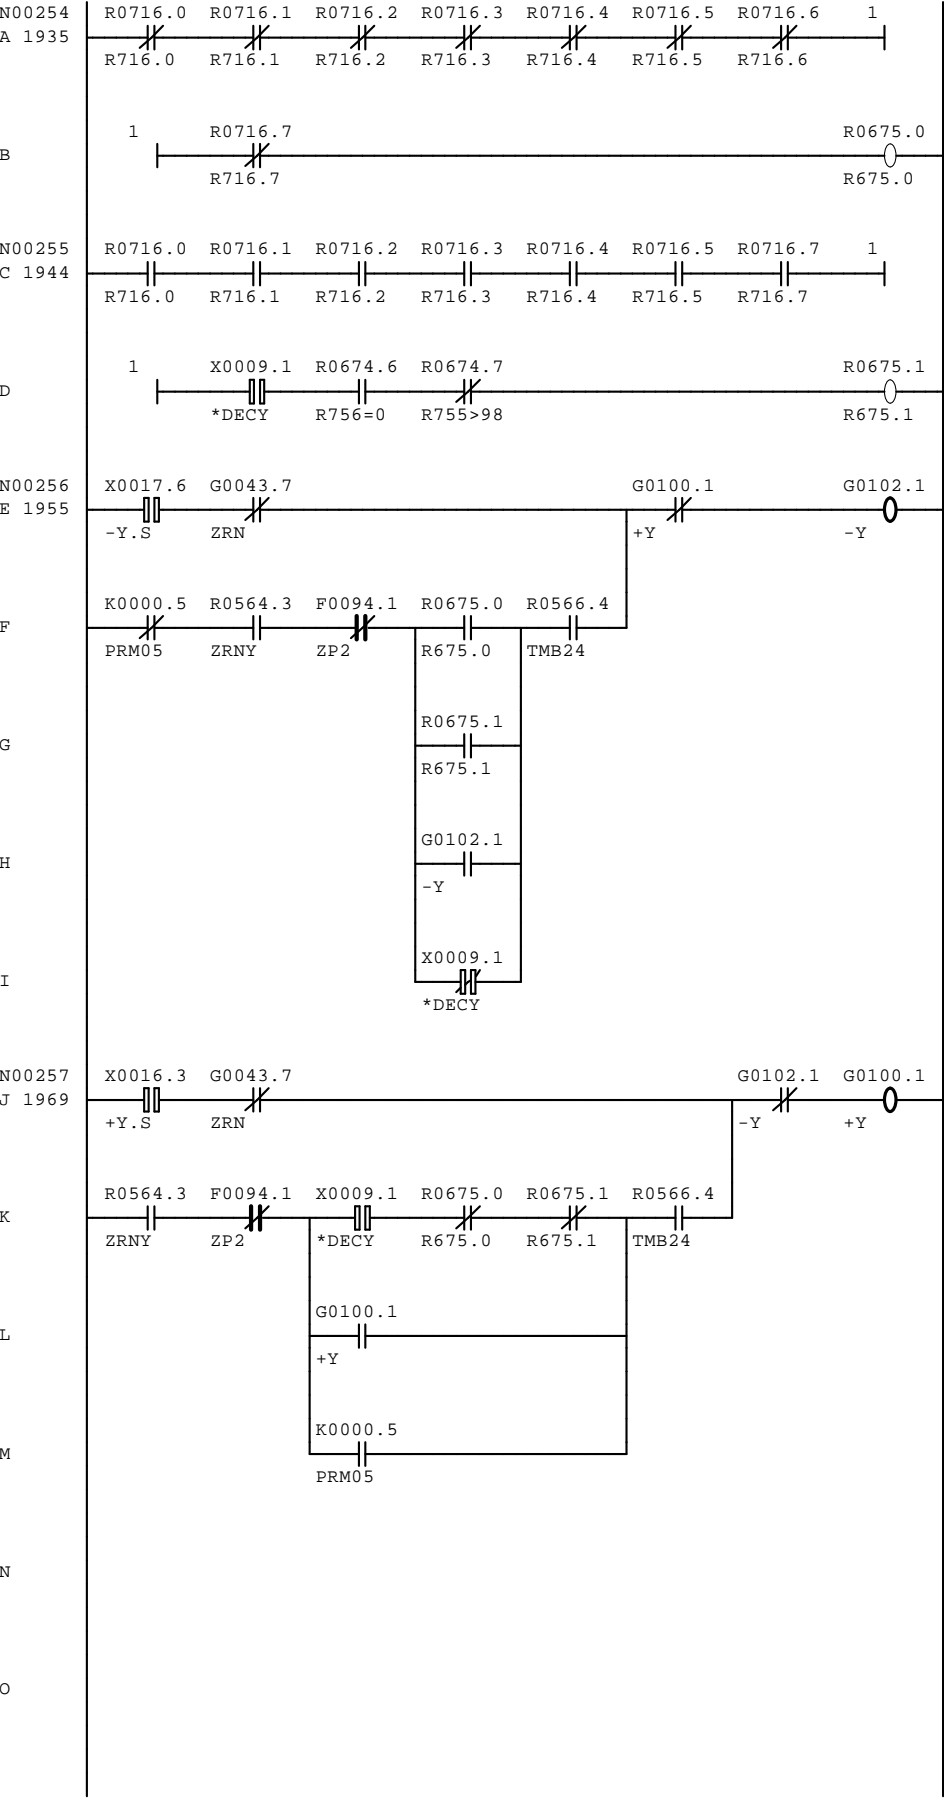 N00254 R0716.0 R0716.1 R0716.2 R0716.3 R0716.4 R0716.5 R0716.6 1
A 1935
R716.0 R716.1 R716.2 R716.3 R716.4 R716.5 R716.6
1 R0716.7 R0675.0
B
R716.7 R675.0
N00255 R0716.0 R0716.1 R0716.2 R0716.3 R0716.4 R0716.5 R0716.7 1
C 1944
R716.0 R716.1 R716.2 R716.3 R716.4 R716.5 R716.7
1 X0009.1 R0674.6 R0674.7 R0675.1
D
*DECY R756=0 R755>98 R675.1
N00256 X0017.6 G0043.7 G0100.1 G0102.1
E 1955
-Y.S ZRN +Y -Y
K0000.5 R0564.3 F0094.1 R0675.0 R0566.4
F
PRM05 ZRNY ZP2 R675.0 TMB24
R0675.1
G
R675.1
G0102.1
H
-Y
X0009.1
I
*DECY
N00257 X0016.3 G0043.7 G0102.1 G0100.1
J 1969
+Y.S ZRN -Y +Y
R0564.3 F0094.1 X0009.1 R0675.0 R0675.1 R0566.4
K
ZRNY ZP2 *DECY R675.0 R675.1 TMB24
G0100.1
L
+Y
K0000.5
M
PRM05
N
O